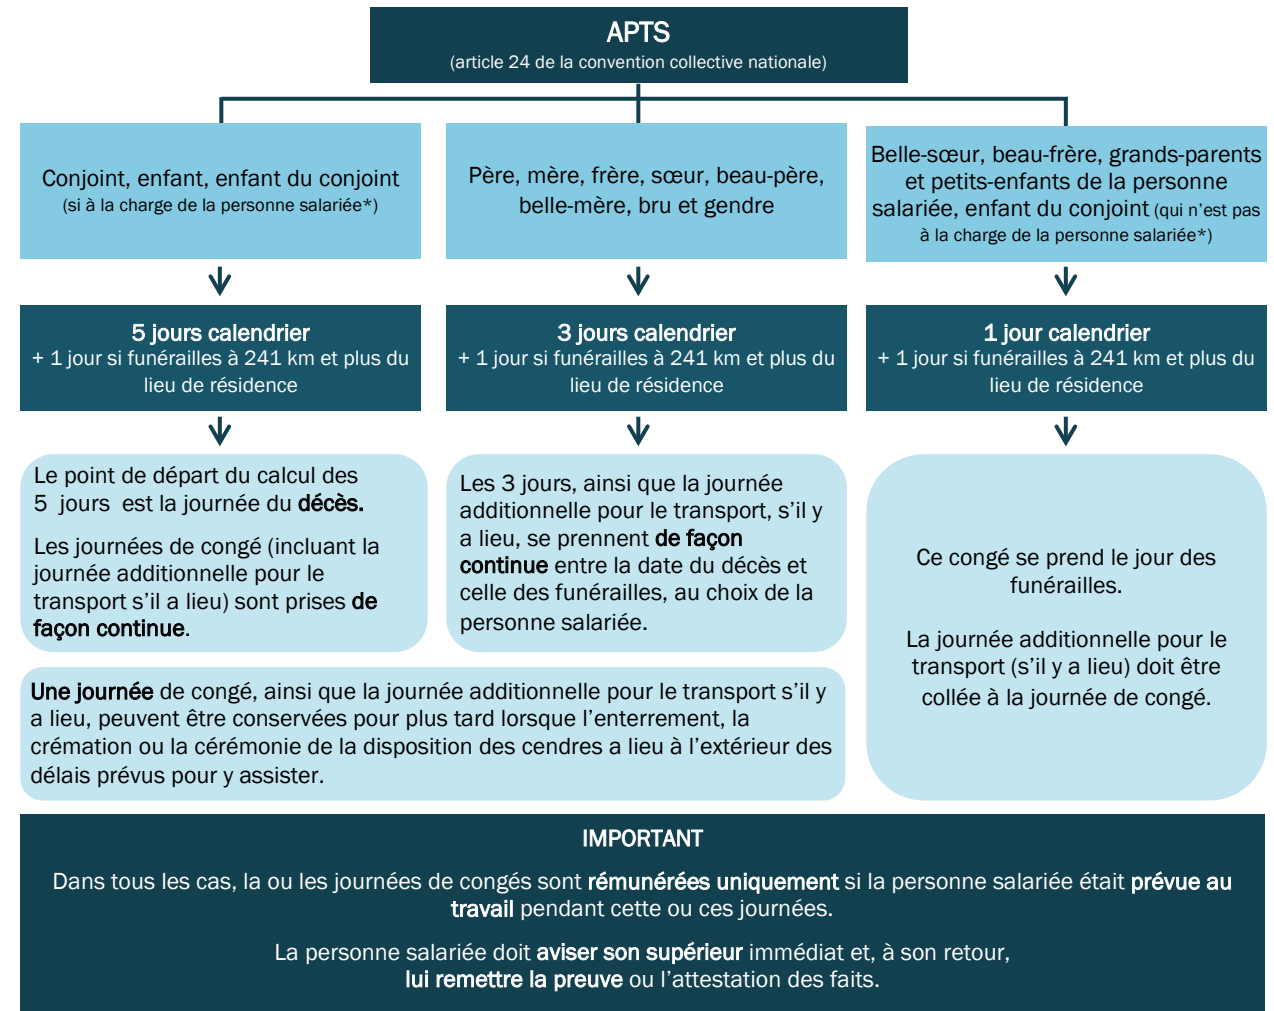 APTS
(article 24 de la convention collective nationale)
Conjoint, enfant, enfant du conjoint
(si à la charge de la personne salariée*)
Père, mère, frère, sœur, beau-père,
belle-mère, bru et gendre
Belle-sœur, beau-frère, grands-parents
et petits-enfants de la personne
salariée, enfant du conjoint (qui n’est pas
à la charge de la personne salariée*)
5 jours calendrier
+ 1 jour si funérailles à 241 km et plus du
lieu de résidence
3 jours calendrier
+ 1 jour si funérailles à 241 km et plus du
lieu de résidence
1 jour calendrier
+ 1 jour si funérailles à 241 km et plus du
lieu de résidence
Le point de départ du calcul des
5 jours est la journée du décès.
Les journées de congé (incluant la
journée additionnelle pour le
transport s’il a lieu) sont prises de
façon continue.
Les 3 jours, ainsi que la journée
additionnelle pour le transport, s’il y
a lieu, se prennent de façon
continue entre la date du décès et
celle des funérailles, au choix de la
personne salariée.
Ce congé se prend le jour des
funérailles.
La journée additionnelle pour le
transport (s’il y a lieu) doit être
collée à la journée de congé.
Une journée de congé, ainsi que la journée additionnelle pour le transport s’il y
a lieu, peuvent être conservées pour plus tard lorsque l’enterrement, la
crémation ou la cérémonie de la disposition des cendres a lieu à l’extérieur des
délais prévus pour y assister.
IMPORTANT
Dans tous les cas, la ou les journées de congés sont rémunérées uniquement si la personne salariée était prévue au
travail pendant cette ou ces journées.
La personne salariée doit aviser son supérieur immédiat et, à son retour,
lui remettre la preuve ou l’attestation des faits.